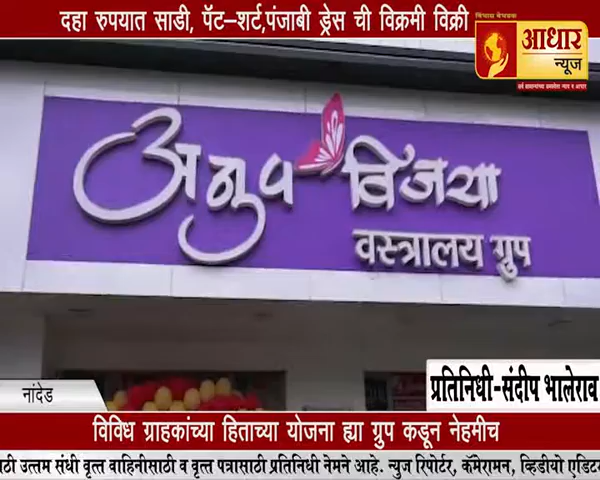 दहा रुपयात साडी, पॅट–शर्ट,पंजाबी ड्रेस ची विक्रमी विक्री
आधार
न्यूज
अनुप विजया
वस्त्रालय ग्रुप
नांदेड
प्रतिनिधी-संदीप भालेराव
विविध ग्राहकांच्या हिताच्या योजना ह्या ग्रुप कडून नेहमीच
ाठी उत्तम संधी वृत्त वाहिनीसाठी व वृत्त पत्रासाठी प्रतिनिधी नेमने आहे. न्युज रिपोर्टर, कॅमेरामन, व्हिडीयो एडिट